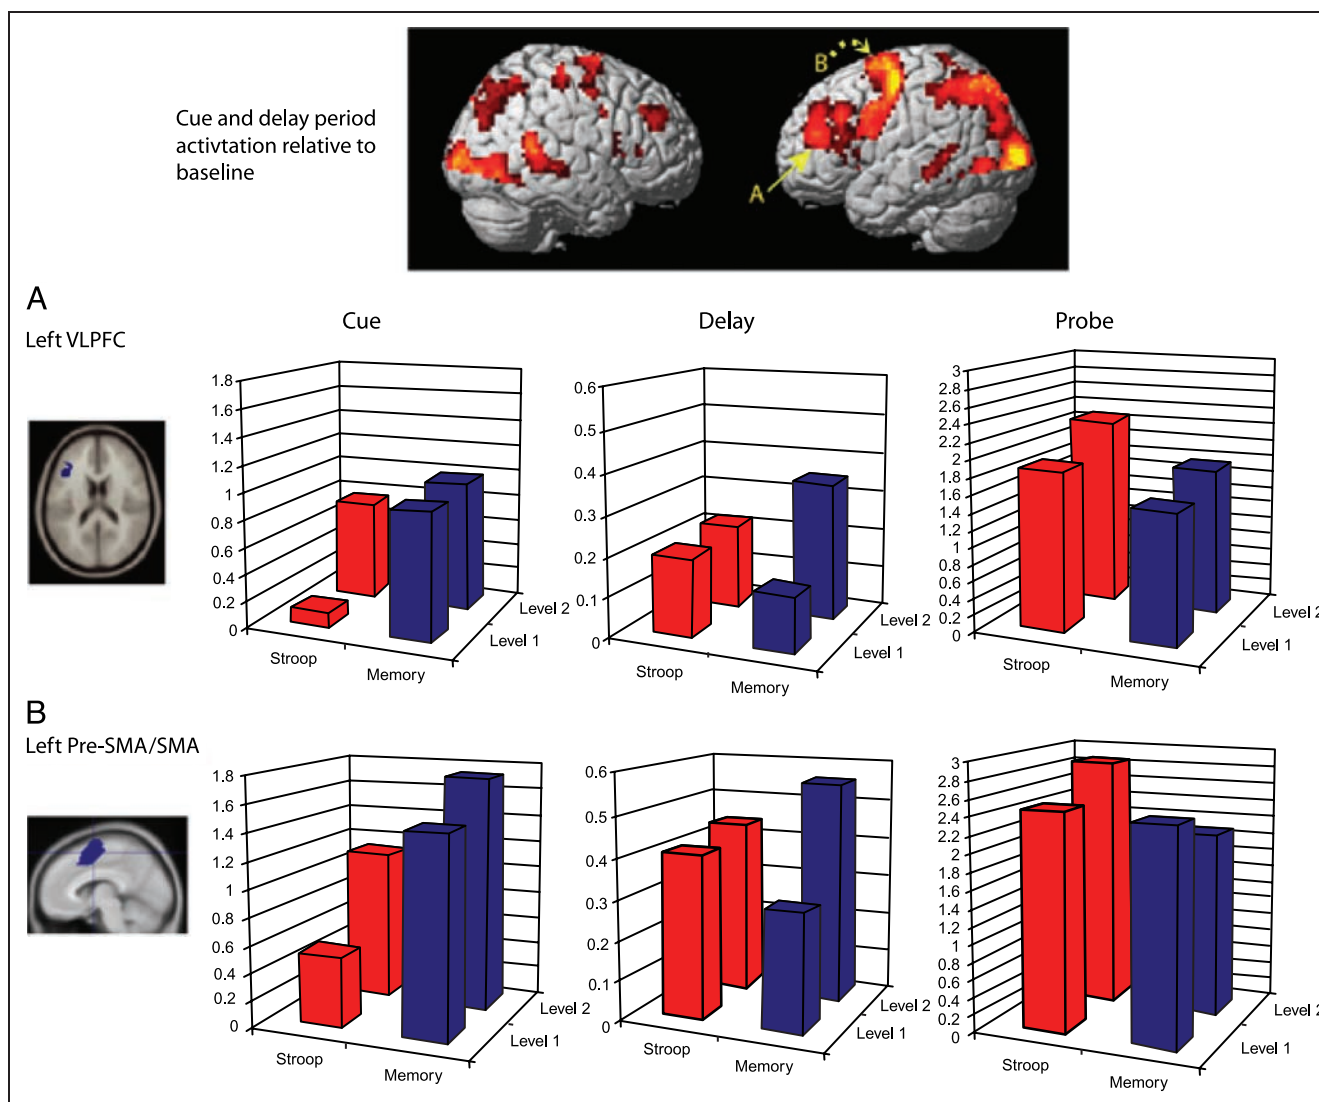 Cue and delay period
activtation relative to
baseline
B
A
A
Left VLPFC
Cue
Delay
Probe
1.8
1.6
1.4
1.2
1
0.8
0.6
0.4
0.2
0
Stroop
Memory
Level 1
Level 2
0.6
0.5
0.4
0.3
0.2
0.1
0
Stroop
Memory
Level 1
Level 2
3
2.8
2.6
2.4
2.2
2
1.8
1.6
1.4
1.2
1
0.8
0.6
0.4
0.2
0
Stroop
Memory
Level 1
Level 2
B
Left Pre-SMA/SMA
1.8
1.6
1.4
1.2
1
0.8
0.6
0.4
0.2
0
Stroop
Memory
Level 1
Level 2
0.6
0.5
0.4
0.3
0.2
0.1
0
Stroop
Memory
Level 1
Level 2
3
2.8
2.6
2.4
2.2
2
1.8
1.6
1.4
1.2
1
0.8
0.6
0.4
0.2
0
Stroop
Memory
Level 1
Level 2